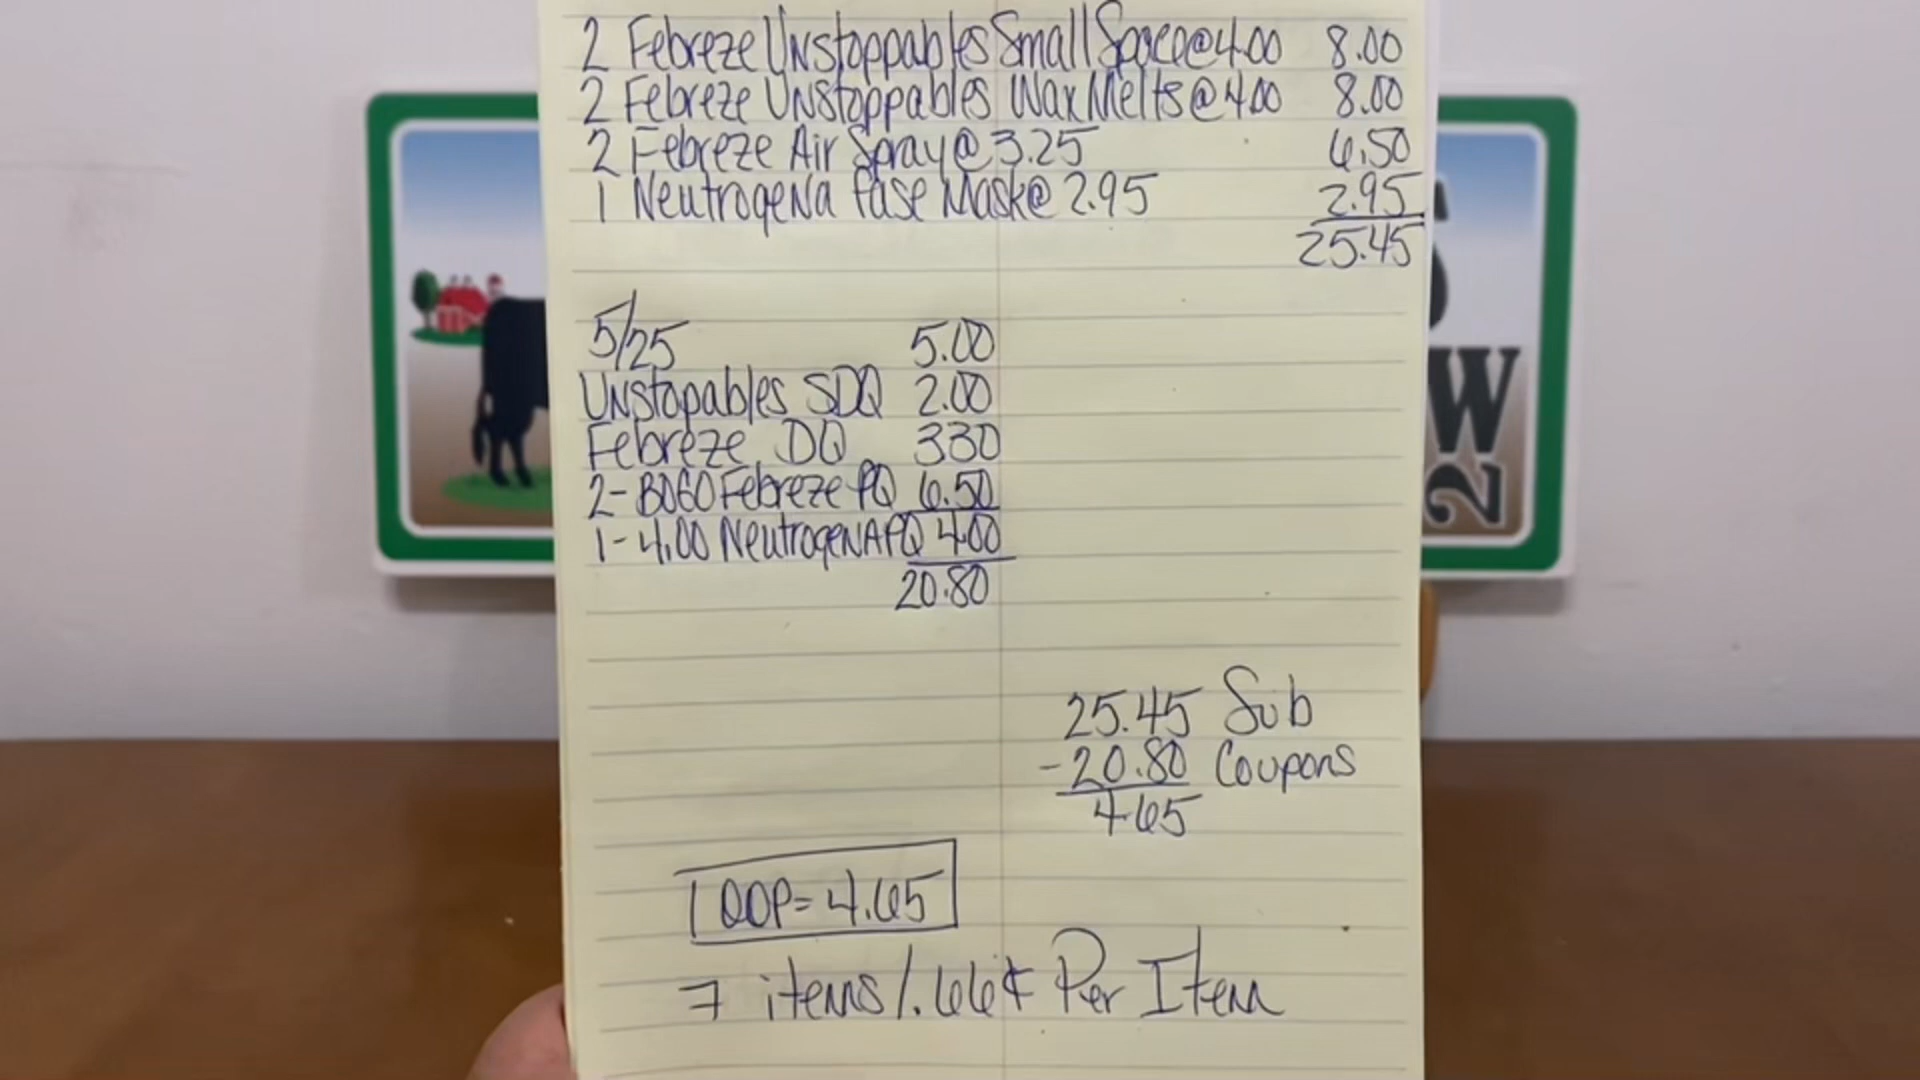 2 Febreze Unstoppables Small Space@4.00 8.00
2 Febreze Unstoppables Wax Melts@4.00 8.00
2 Febreze Air Spray@3.25 6.50
1 Neutrogena Fase Mask@2.95 2.95
25.45
5/25 5.00
Unstopables SDQ 2.00
Febreze DQ 330
2-BOGO Febreze PQ 6.50
1-4.00 Neutrogena PQ 4.00
20.80
25.45 Sub
-20.80 Coupons
4.65
OOP=4.65
7 items/.66¢ Per Item
W
2